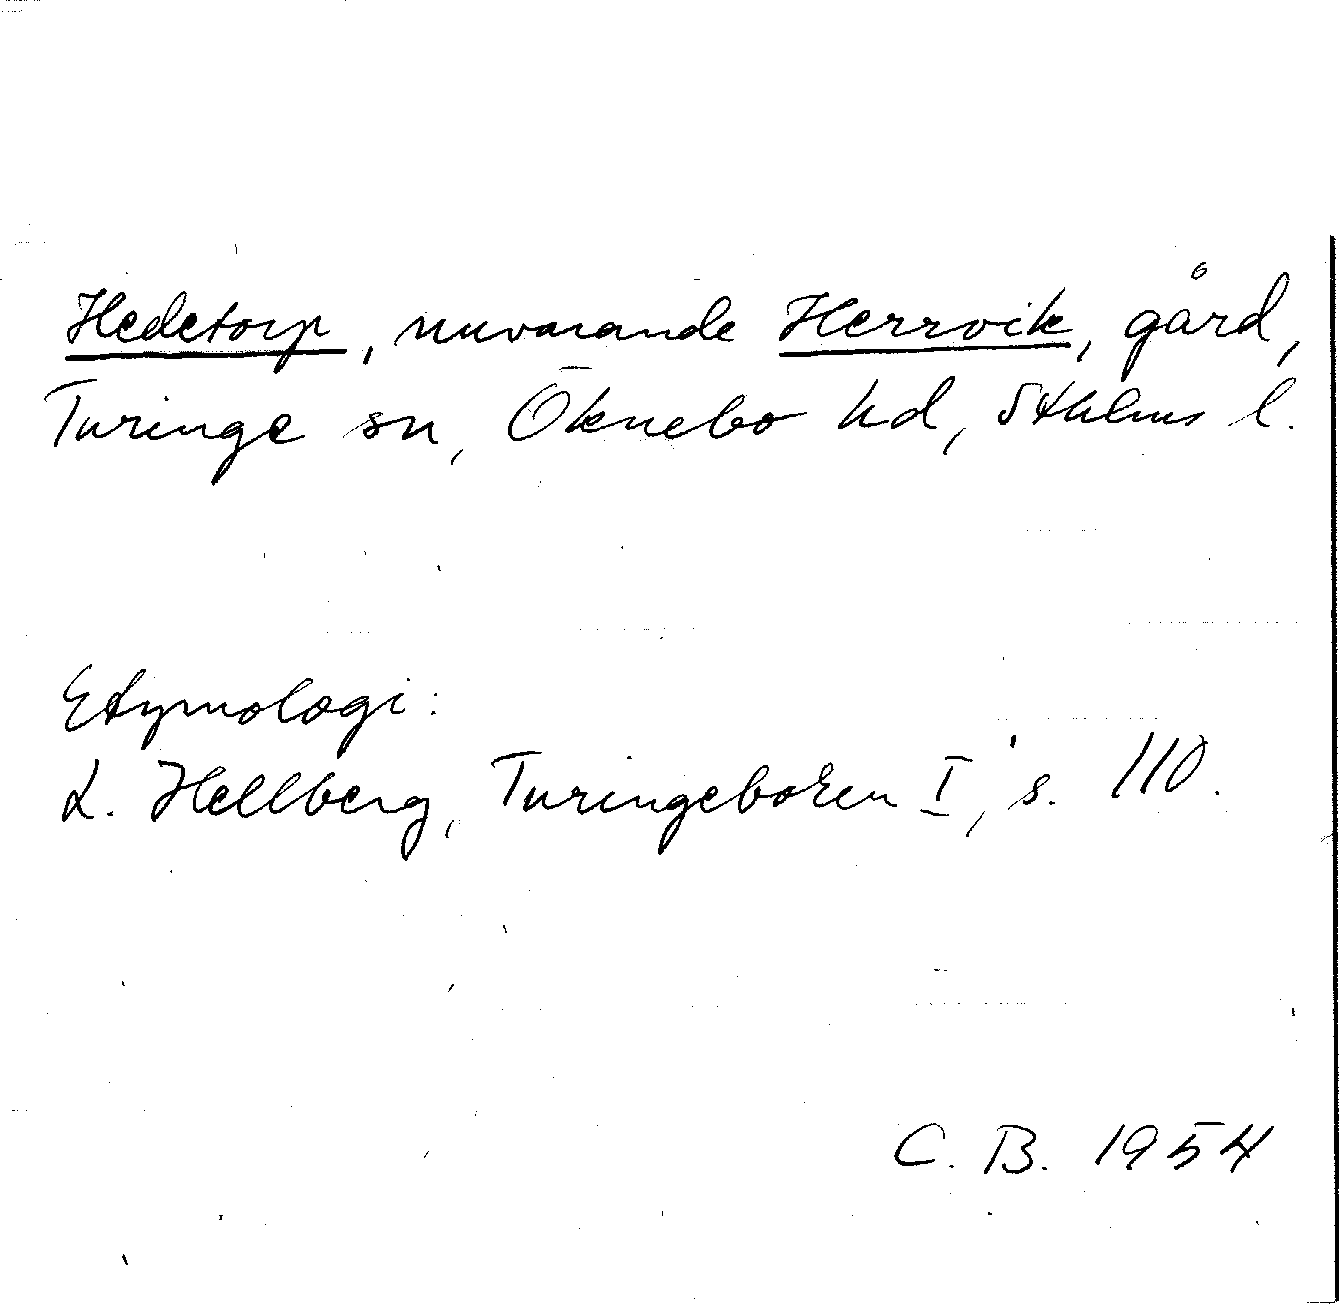 Hedetorp, nuvarande Herrvik, gård,
Turinge sn, Öknebo hd, Sthlms l.
Etymologi:
L. Hellberg, Turingeboken I, s. 110.
C. B. 1954